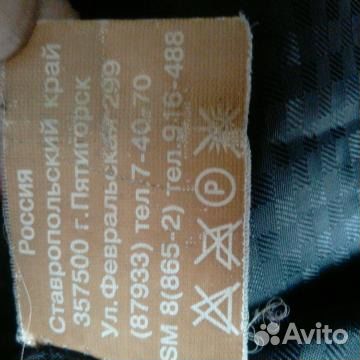 Россия
Ставропольский край
357500 г.Пятигорск
Ул.Февральская 299
(87933) тел.7-40-70
SM 8(865-2) тел.9,16-488
P
Avito